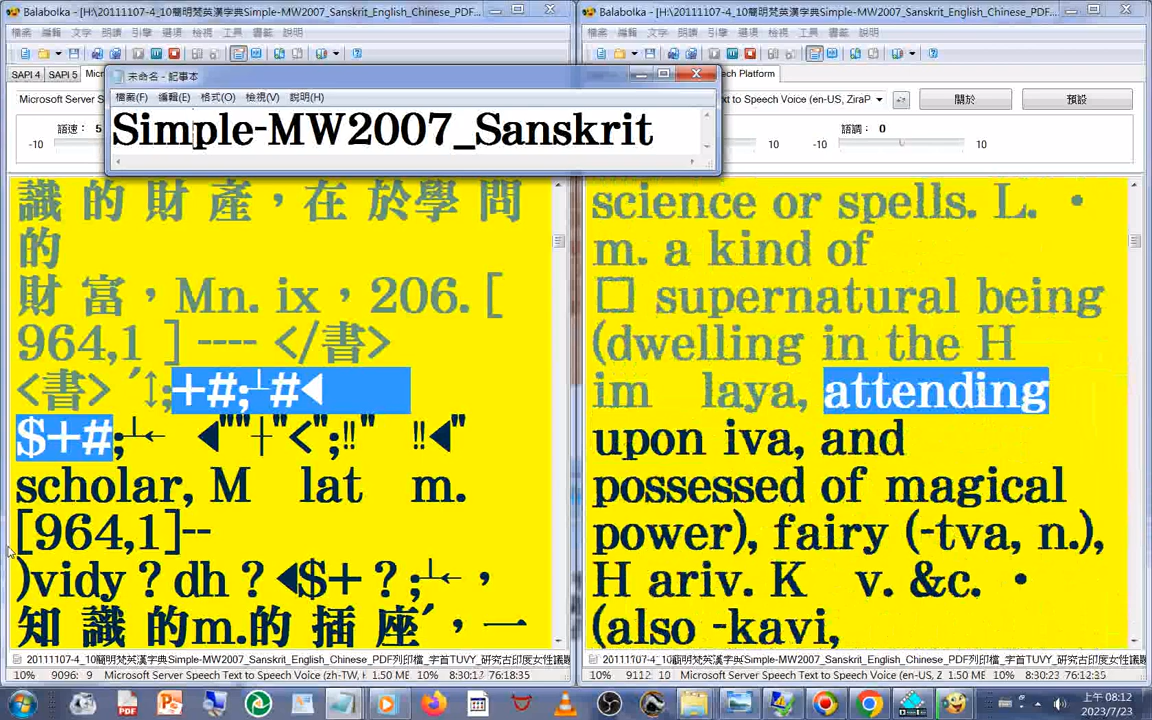 Balabolka - [H:\20111107-4_10簡明梵英漢字典Simple-MW2007_Sanskrit_English_Chinese_PDF...
Balabolka - [H:\20111107-4_10簡明梵英漢字典Simple-MW2007_Sanskrit_English_Chinese_PDF...
檔案 編輯 文字 朗讀 引擎 選項 檢視 工具 書籤 說明
檔案 編輯 文字 朗讀 引擎 選項 檢視 工具 書籤 說明
SAPI 4 SAPI 5
未命名 - 記事本
檔案(F) 編輯(E) 格式(O) 檢視(V) 說明(H)
Simple-MW2007_Sanskrit
Microsoft Server S
語速： 5
-10
ech Platform
to Speech Voice (en-US, ZiraP
關於
預設
語調： 0
10 -10 10
識 的 財 產，在 於學 問
的
財 富，Mn. ix，206. [
964,1 ] ---- </書>
<書> ´↕;+#;┴#◀
$+#;┴← ◀""┼"<";‼" ‼◀"
scholar, M lat m.
[964,1]--
)vidy？dh？◀$+？;┴←，
知 識 的m.的 插 座´，一
science or spells. L. •
m. a kind of
□ supernatural being
(dwelling in the H
im laya, attending
upon iva, and
possessed of magical
power), fairy (-tva, n.),
H ariv. K v. &c. •
(also -kavi,
20111107-4_10簡明梵英漢字典Simple-MW2007_Sanskrit_English_Chinese_PDF列印檔_字首TUVY_研究古印度女性議題
20111107-4_10簡明梵英漢字典Simple-MW2007_Sanskrit_English_Chinese_PDF列印檔_字首TUVY_研究古印度女性議題
10% 9096: 9 Microsoft Server Speech Text to Speech Voice (zh-TW, H 1.50 ME 10% 8:30:17 76:18:35
10% 9112: 10 Microsoft Server Speech Text to Speech Voice (en-US, Z 1.50 ME 10% 8:30:23 76:12:35
上午 08:12
2023/7/23